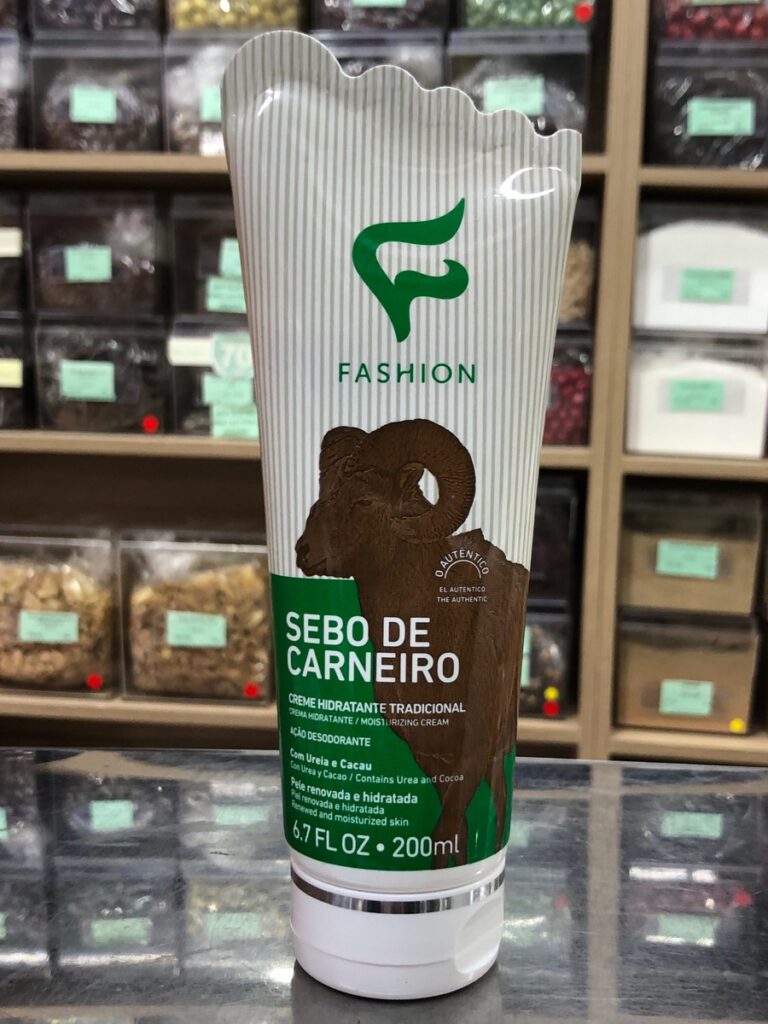 FASHION
O AUTENTICO
EL AUTENTICO
THE AUTHENTIC
SEBO DE
CARNEIRO
CREME HIDRATANTE TRADICIONAL
CREMA HIDRATANTE / MOISTURIZING CREAM
AÇÃO DESODORANTE
Com Ureia e Cacau
Con Urea y Cacao / Contains Urea and Cocoa
Pele renovada e hidratada
Piel renovada e hidratada
Renewed and moisturized skin
6.7 FL OZ • 200ml